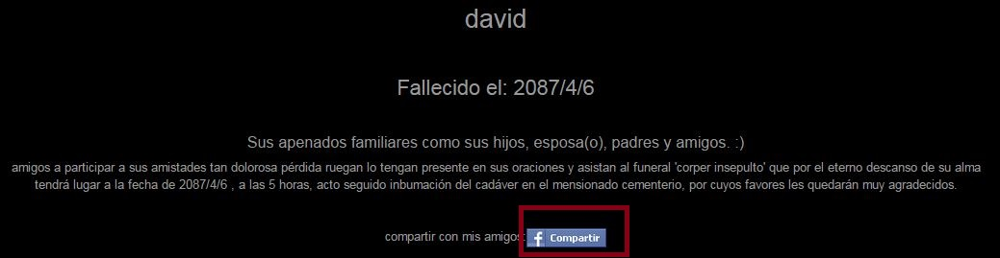 david
Fallecido el: 2087/4/6
Sus apenados familiares como sus hijos, esposa(o), padres y amigos. :)
amigos a participar a sus amistades tan dolorosa pérdida ruegan lo tengan presente en sus oraciones y asistan al funeral 'corper insepulto' que por el eterno descanso de su alma
tendrá lugar a la fecha de 2087/4/6 , a las 5 horas, acto seguido inbumación del cadáver en el mensionado cementerio, por cuyos favores les quedarán muy agradecidos.
compartir con mis amigos: f Compartir